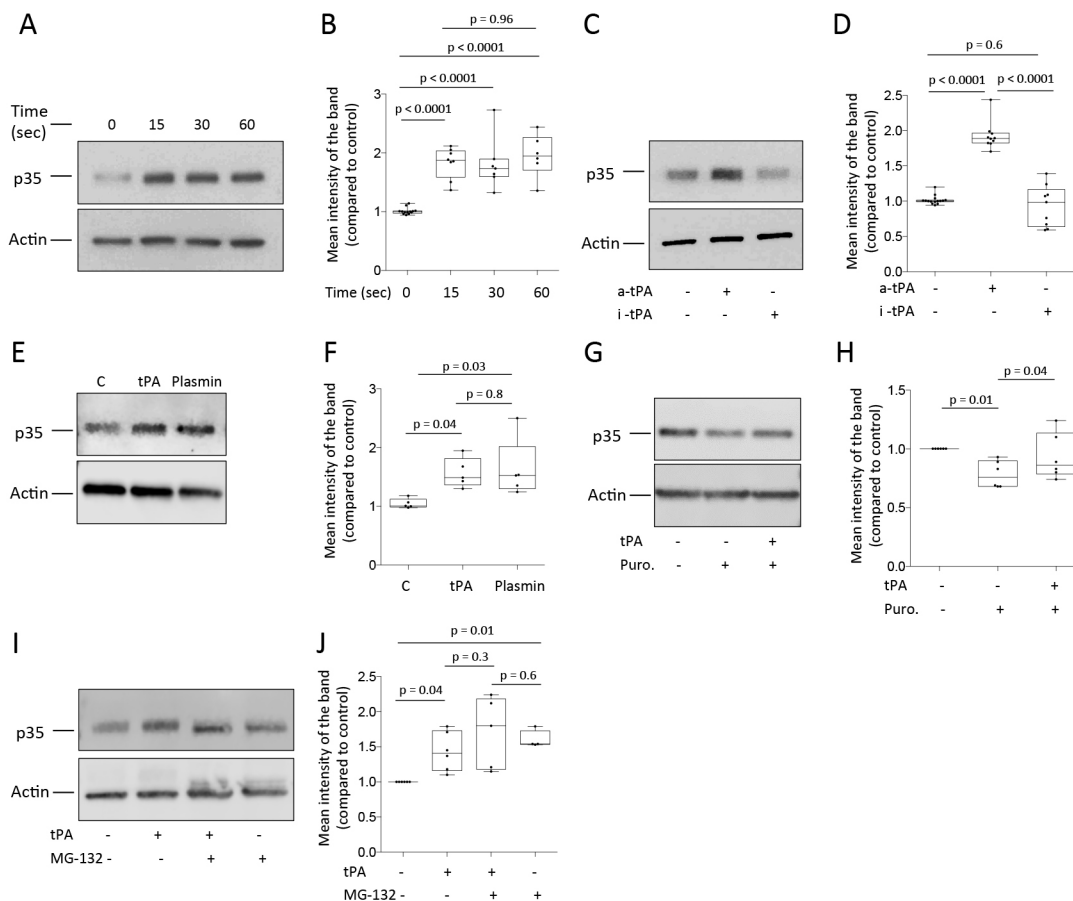 A
Time
(sec)
0 15 30 60
p35
Actin
B
p = 0.96
p < 0.0001
p < 0.0001
p < 0.0001
Mean intensity of the band
(compared to control)
3
2
1
0
Time (sec) 0 15 30 60
C
p35
Actin
a-tPA - + -
i -tPA - - +
D
p = 0.6
p < 0.0001 p < 0.0001
Mean intensity of the band
(compared to control)
2.5
2.0
1.5
1.0
0.5
0.0
a-tPA - + -
i -tPA - - +
E
C tPA Plasmin
p35
Actin
F
p = 0.03
p = 0.8
p = 0.04
Mean intensity of the band
(compared to control)
3
2
1
0
C tPA Plasmin
G
p35
Actin
tPA - - +
Puro. - + +
H
p = 0.04
p = 0.01
Mean intensity of the band
(compared to control)
1.5
1.0
0.5
0.0
tPA - - +
Puro. - + +
I
p35
Actin
tPA - + + -
MG-132 - - + +
J
p = 0.01
p = 0.3
p = 0.6
p = 0.04
Mean intensity of the band
(compared to control)
2.5
2.0
1.5
1.0
0.5
0.0
tPA - + + -
MG-132 - - + +